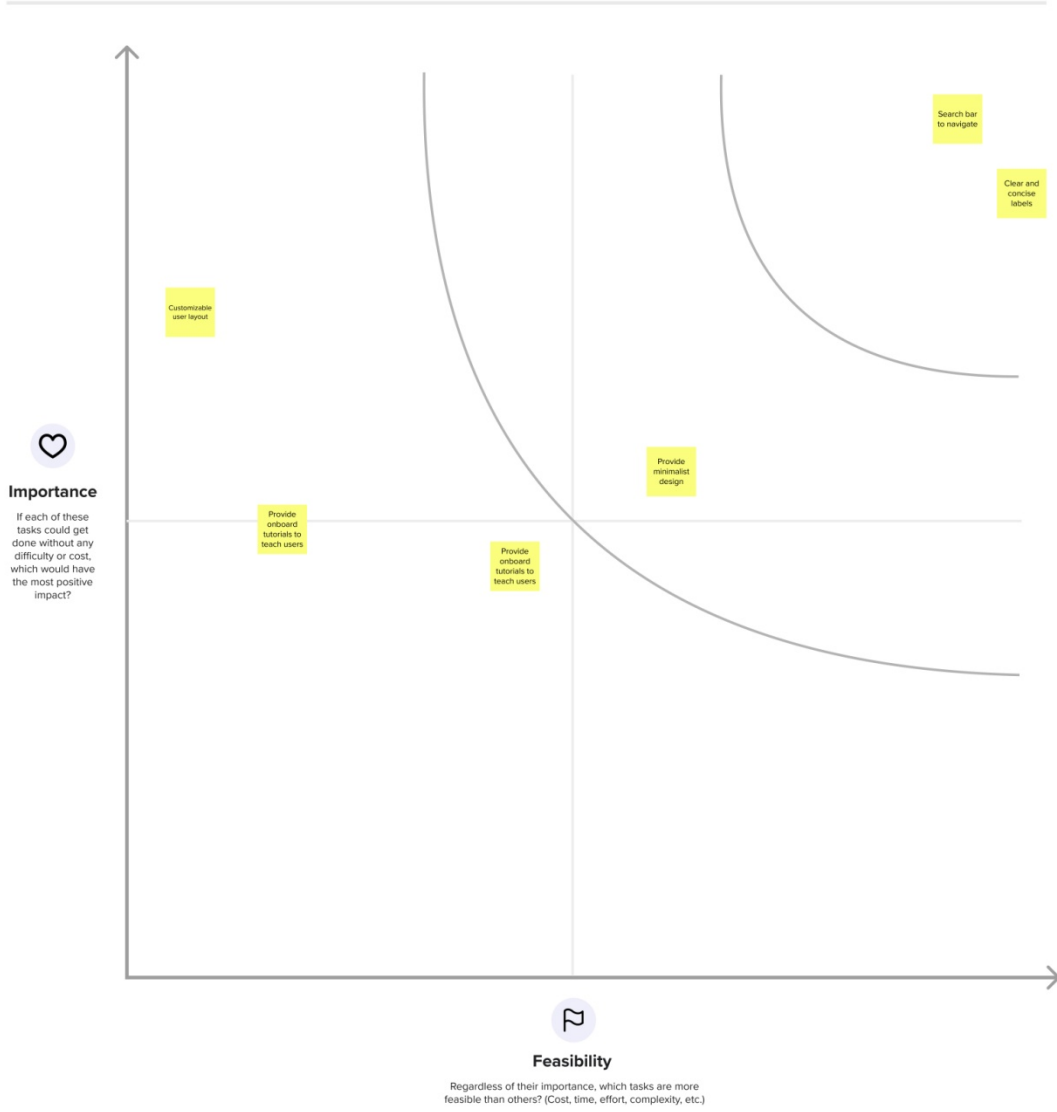 Search bar
to navigate
Clear and
concise
labels
Customizable
user layout
Provide
minimalist
design
Importance
If each of these
tasks could get
done without any
difficulty or cost,
which would have
the most positive
impact?
Provide
onboard
tutorials to
teach users
Provide
onboard
tutorials to
teach users
Feasibility
Regardless of their importance, which tasks are more
feasible than others? (Cost, time, effort, complexity, etc.)